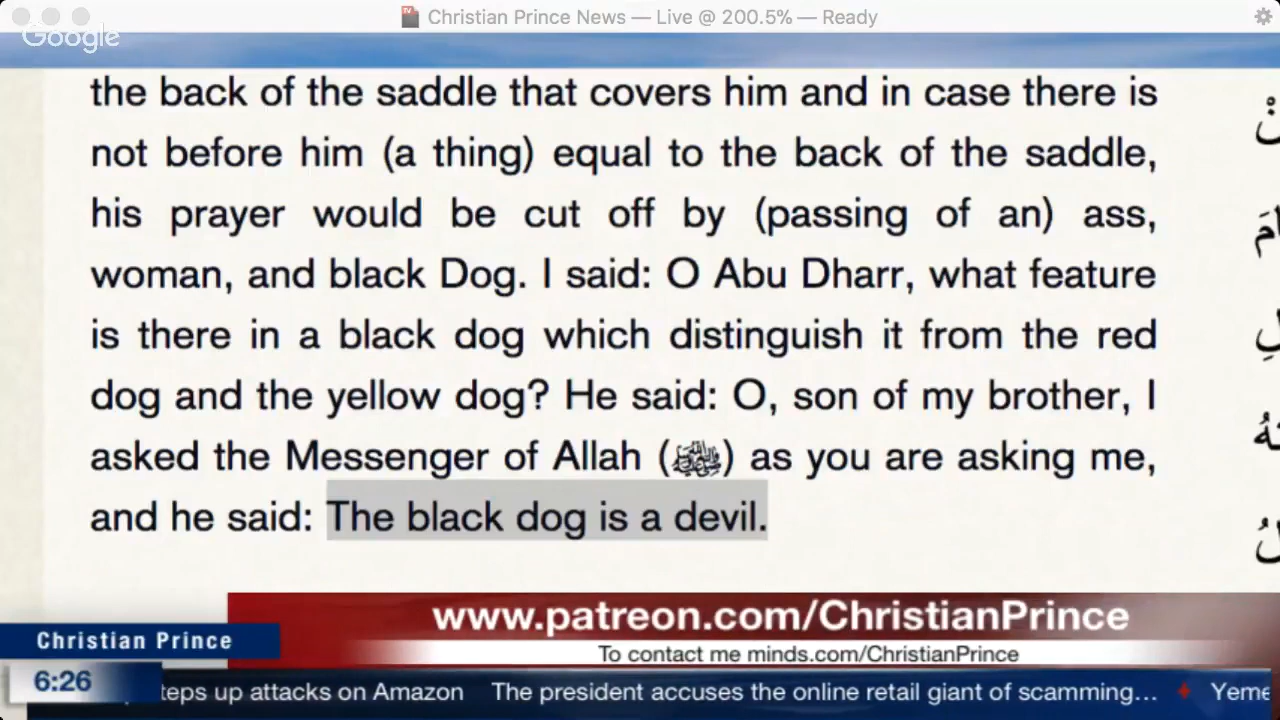 Christian Prince News — Live @ 200.5% — Ready
Google
the back of the saddle that covers him and in case there is
not before him (a thing) equal to the back of the saddle,
his prayer would be cut off by (passing of an) ass,
woman, and black Dog. I said: O Abu Dharr, what feature
is there in a black dog which distinguish it from the red
dog and the yellow dog? He said: O, son of my brother, I
asked the Messenger of Allah (ﷺ) as you are asking me,
and he said: The black dog is a devil.
www.patreon.com/ChristianPrince
Christian Prince
To contact me minds.com/ChristianPrince
6:26
teps up attacks on Amazon The president accuses the online retail giant of scamming... Yeme